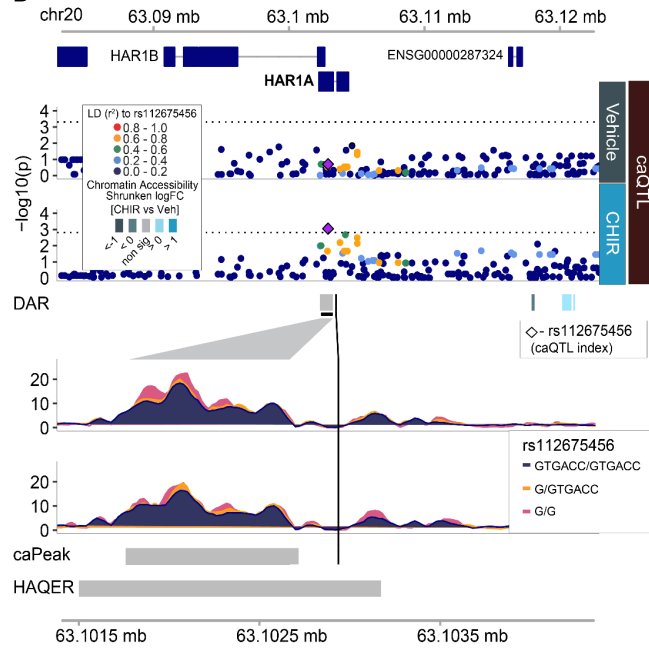 chr20
63.09 mb 63.1 mb 63.11 mb 63.12 mb
HAR1B
ENSG00000287324
HAR1A
−log10(p)
4
3
2
1
0
LD (r²) to rs112675456
0.8 - 1.0
0.6 - 0.8
0.4 - 0.6
0.2 - 0.4
0.0 - 0.2
Chromatin Accessibility
Shrunken logFC
[CHIR vs Veh]
<-1
< 0
non sig
> 0
> 1
Vehicle
caQTL
4
3
2
1
0
CHIR
DAR
◇- rs112675456
(caQTL index)
20
10
0
rs112675456
GTGACC/GTGACC
G/GTGACC
G/G
20
10
0
caPeak
HAQER
63.1015 mb 63.1025 mb 63.1035 mb